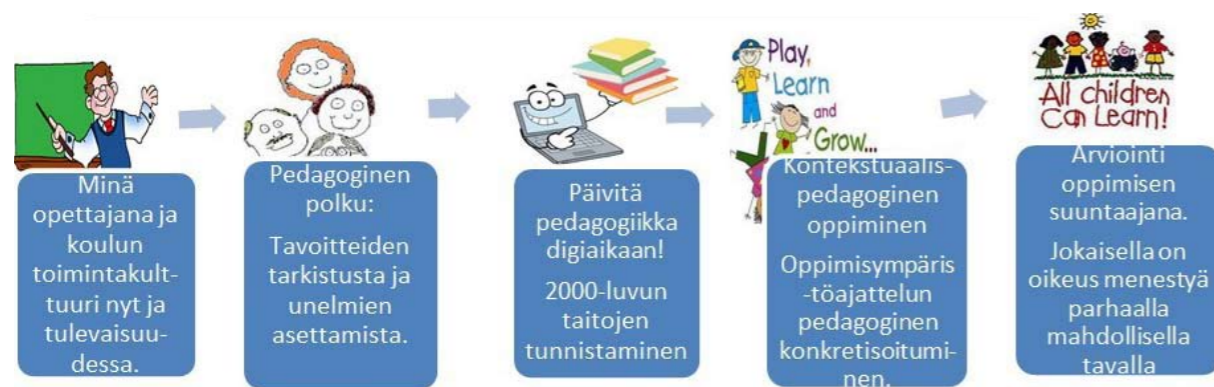 Minä
opettajana ja
koulun
toimintakult-
tuuri nyt ja
tulevaisuu-
dessa.
Pedagoginen
polku:
Tavoitteiden
tarkistusta ja
unelmien
asettamista.
Päivitä
pedagogiikka
digiaikaan!
2000-luvun
taitojen
tunnistaminen
Play,
Learn
and
Grow...
Kontekstuaalis-
pedagoginen
oppiminen
Oppimisympäris
-töajattelun
pedagoginen
konkretisoitumi-
nen.
All children
Can Learn!
Arviointi
oppimisen
suuntaajana.
Jokaisella on
oikeus menestyä
parhaalla
mahdollisella
tavalla